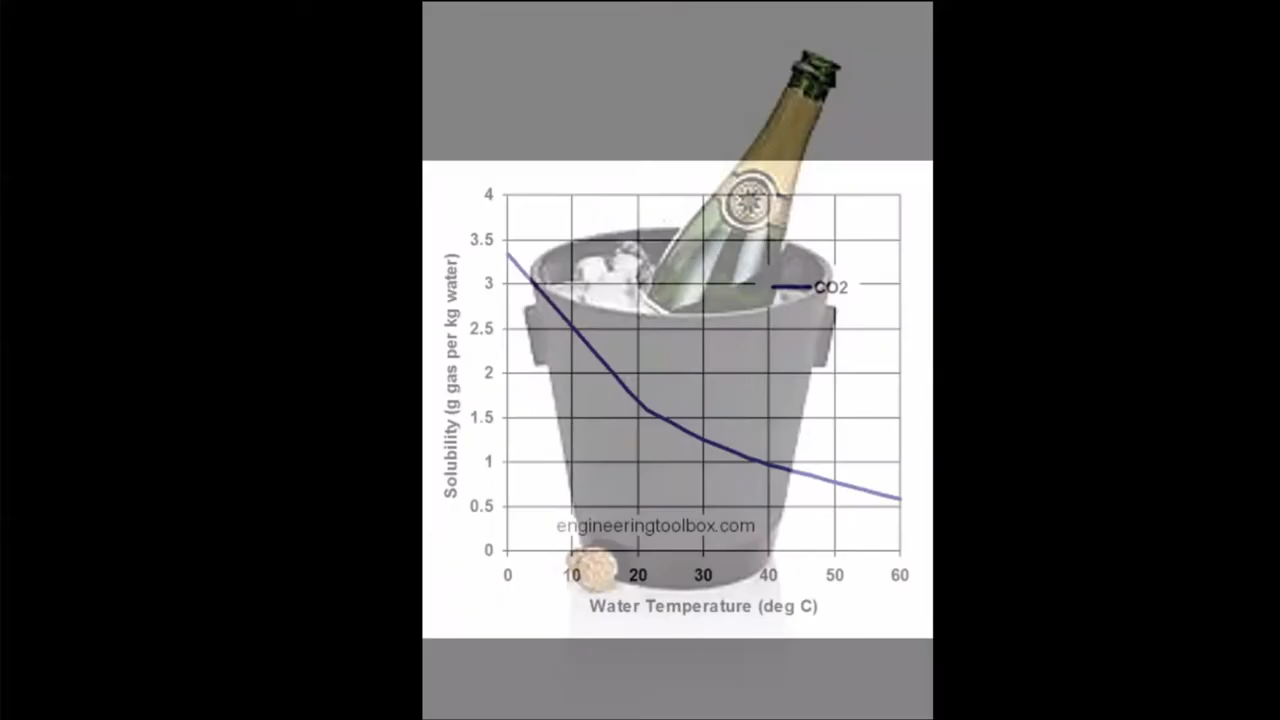 4
3.5
3
2.5
2
1.5
1
0.5
0
Solubility (g gas per kg water)
CO2
engineeringtoolbox.com
0 10 20 30 40 50 60
Water Temperature (deg C)